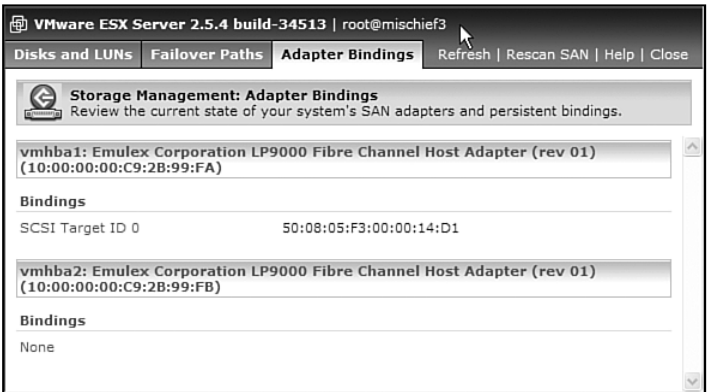 VMware ESX Server 2.5.4 build-34513 | root@mischief3
Disks and LUNs Failover Paths Adapter Bindings Refresh | Rescan SAN | Help | Close
Storage Management: Adapter Bindings
Review the current state of your system's SAN adapters and persistent bindings.
vmhba1: Emulex Corporation LP9000 Fibre Channel Host Adapter (rev 01)
(10:00:00:00:C9:2B:99:FA)
Bindings
SCSI Target ID 0 50:08:05:F3:00:00:14:D1
vmhba2: Emulex Corporation LP9000 Fibre Channel Host Adapter (rev 01)
(10:00:00:00:C9:2B:99:FB)
Bindings
None